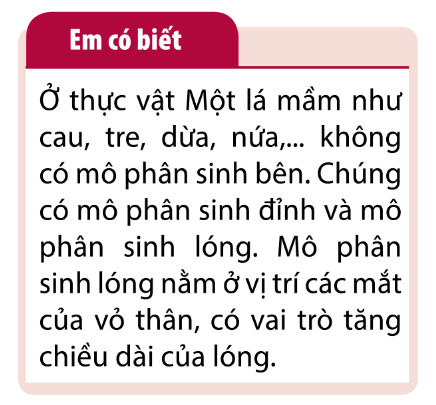 Em có biết
Ở thực vật Một lá mầm như
cau, tre, dừa, nứa,... không
có mô phân sinh bên. Chúng
có mô phân sinh đỉnh và mô
phân sinh lóng. Mô phân
sinh lóng nằm ở vị trí các mắt
của vỏ thân, có vai trò tăng
chiều dài của lóng.